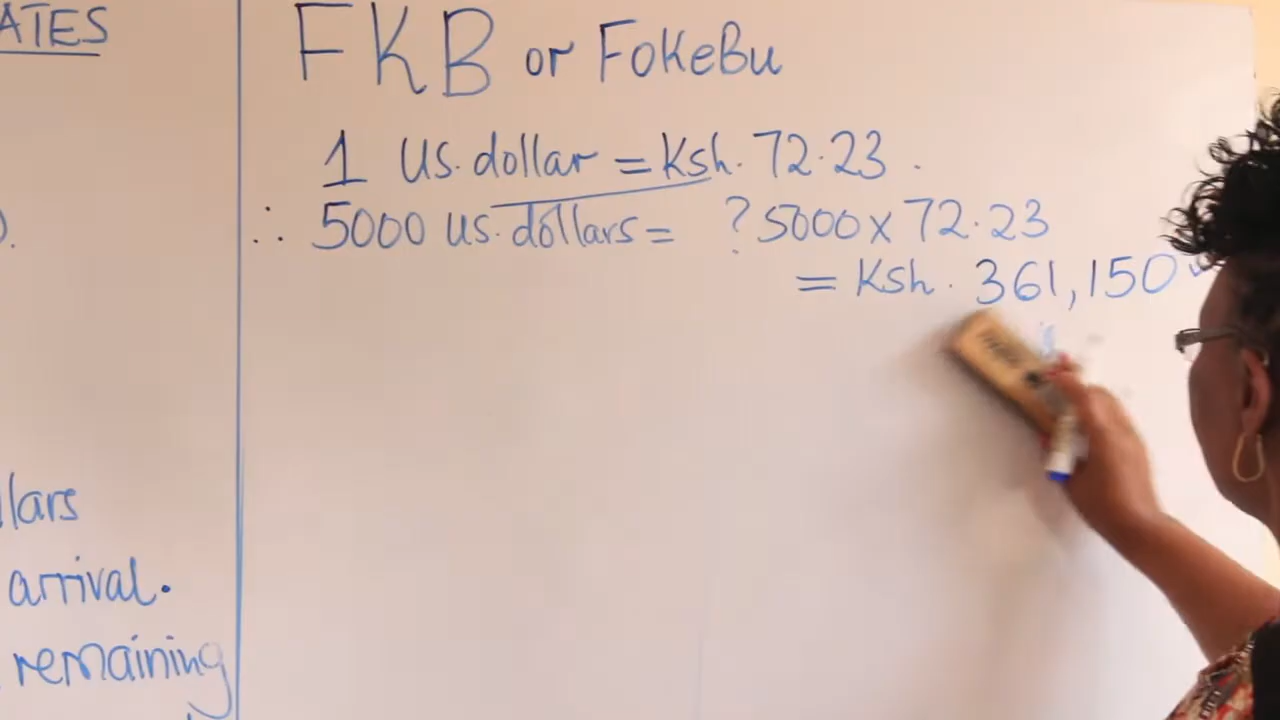 ATES
lars
arrival.
remaining
FKB or FoKeBu
1 US.dollar = Ksh. 72.23.
∴ 5000 us.dollars = ? 5000 x 72.23
= Ksh. 361,150